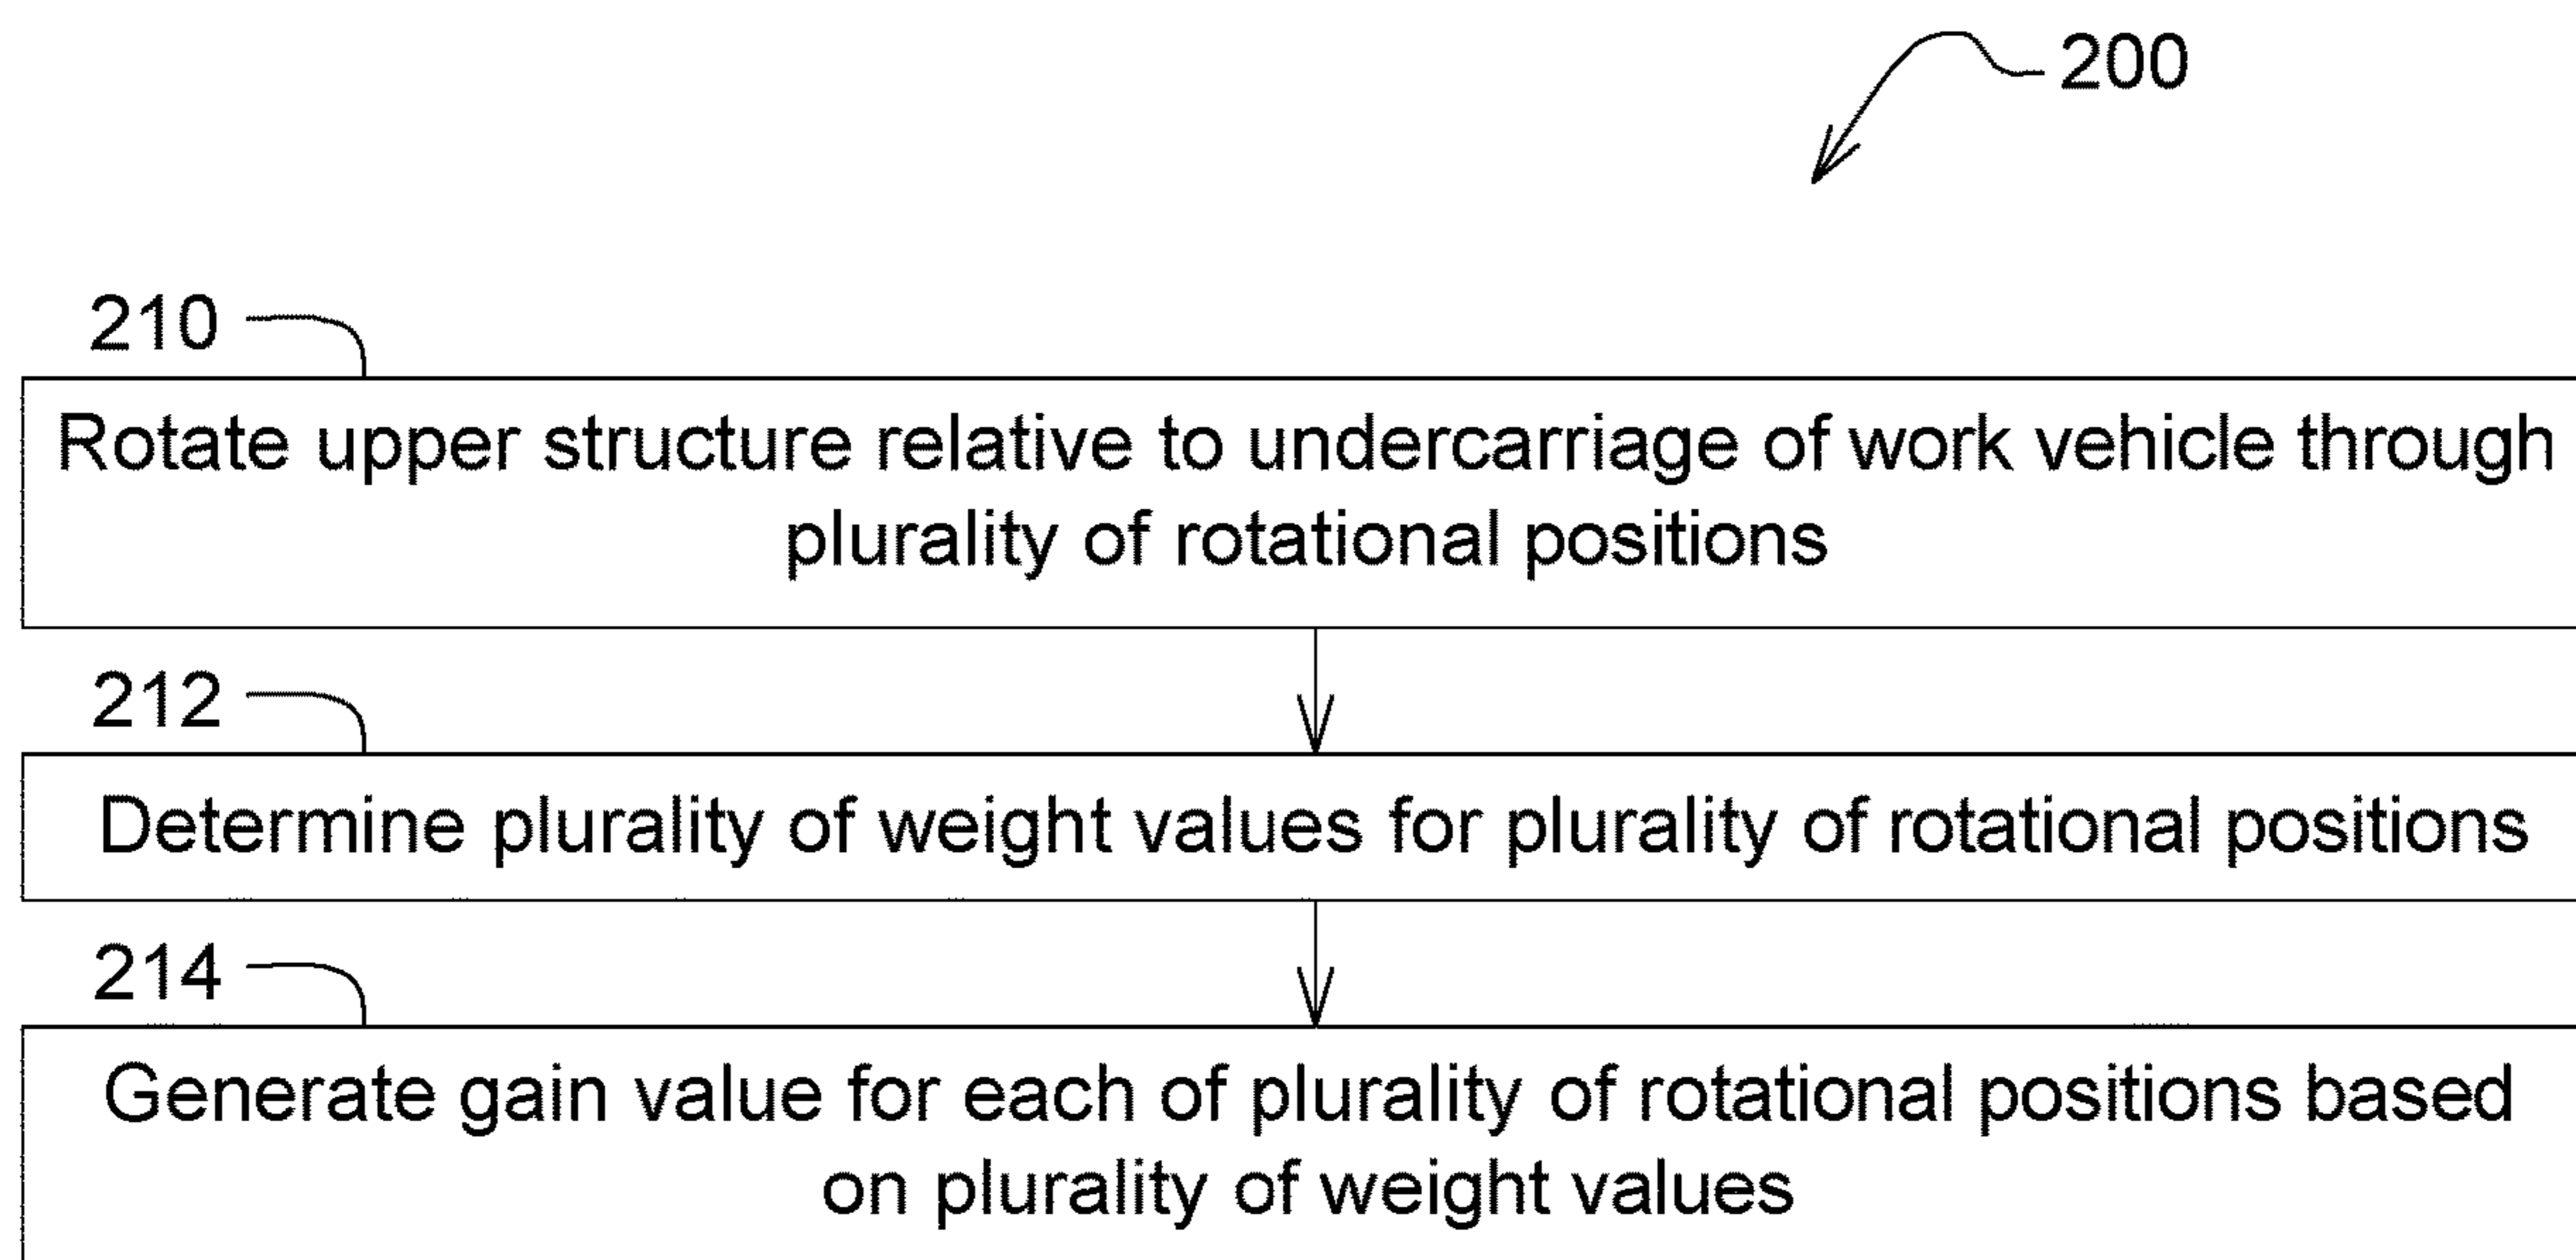 200
210
Rotate upper structure relative to undercarriage of work vehicle through
plurality of rotational positions
212
Determine plurality of weight values for plurality of rotational positions
214
Generate gain value for each of plurality of rotational positions based
on plurality of weight values